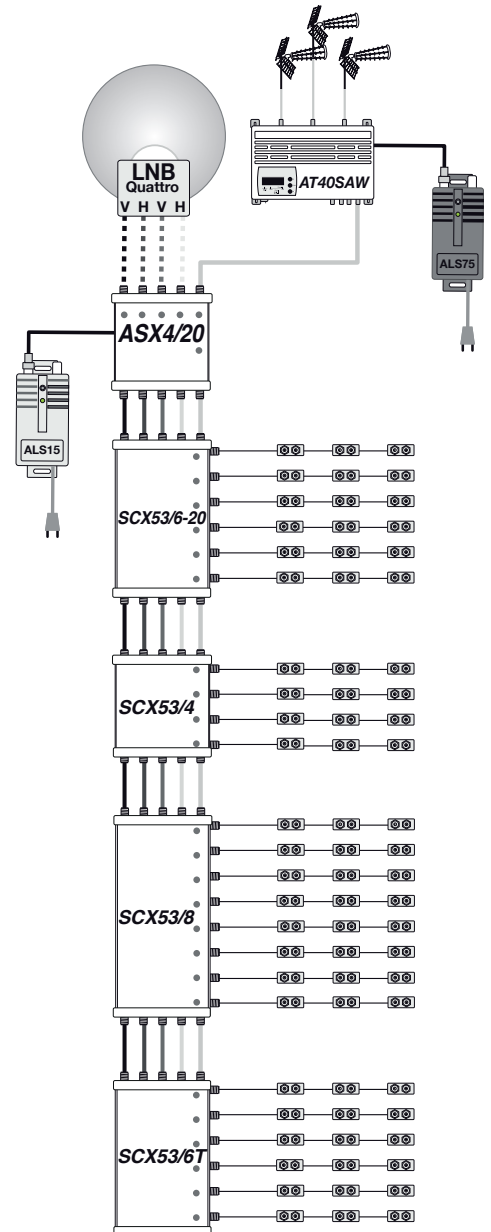 LNB
Quattro
V H V H
AT40SAW
ALS75
ASX4/20
ALS15
SCX53/6-20
SCX53/4
SCX53/8
SCX53/6T